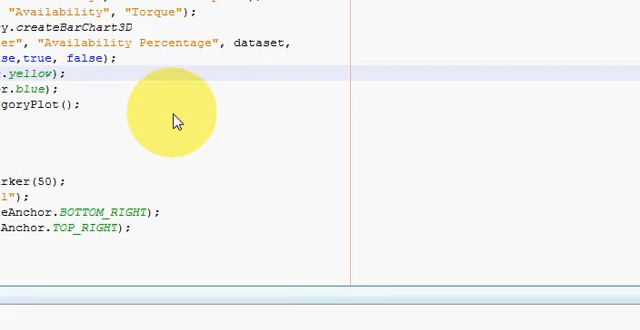 "Availability", "Torque");
y.createBarChart3D
er", "Availability Percentage", dataset,
se,true, false);
.yellow);
r.blue);
goryPlot();
rker(50);
l");
eAnchor.BOTTOM_RIGHT);
Anchor.TOP_RIGHT);